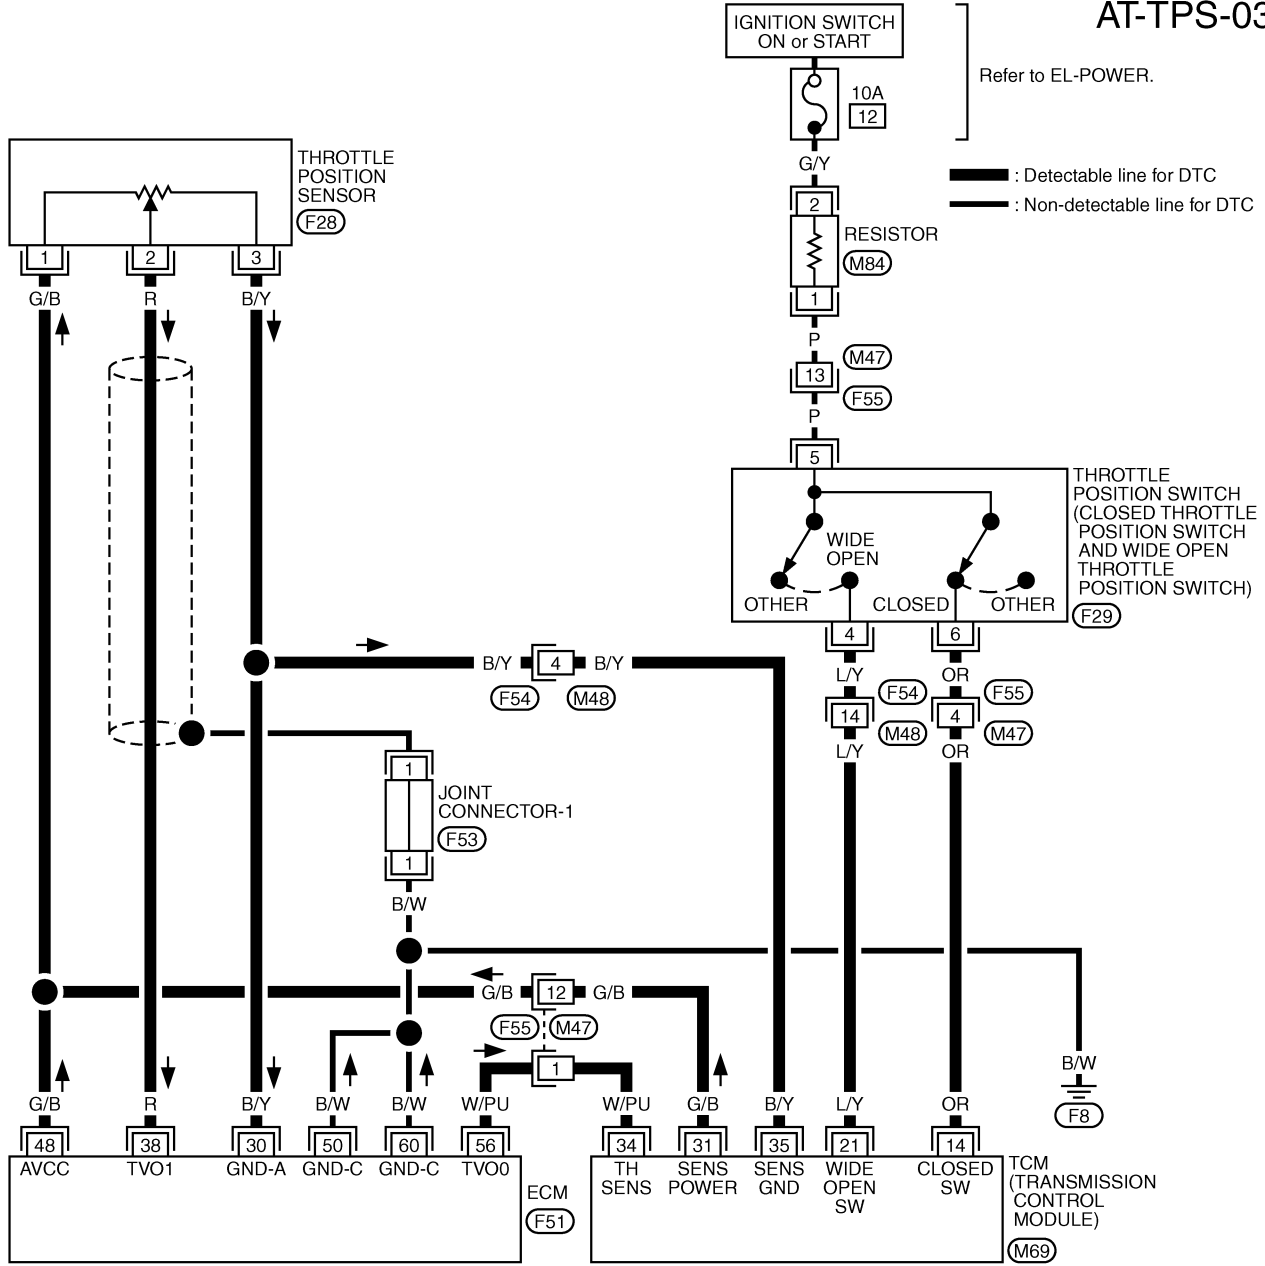 AT-TPS-03
IGNITION SWITCH
ON or START
Refer to EL-POWER.
10A
12
G/Y
: Detectable line for DTC
: Non-detectable line for DTC
THROTTLE
POSITION
SENSOR
F28
1
2
3
G/B
R
B/Y
2
RESISTOR
M84
1
P
M47
13
F55
P
5
THROTTLE
POSITION SWITCH
(CLOSED THROTTLE
POSITION SWITCH
AND WIDE OPEN
THROTTLE
POSITION SWITCH)
F29
WIDE
OPEN
OTHER
CLOSED
OTHER
4
6
L/Y
OR
F54
F55
14
4
M48
M47
L/Y
OR
B/Y
4
B/Y
F54
M48
1
JOINT
CONNECTOR-1
F53
1
B/W
G/B
12
G/B
F55
M47
1
B/W
F8
G/B
R
B/Y
B/W
B/W
W/PU
W/PU
G/B
B/Y
L/Y
OR
48
38
30
50
60
56
34
31
35
21
14
AVCC
TVO1
GND-A
GND-C
GND-C
TVO0
ECM
F51
TH
SENS
SENS
POWER
SENS
GND
WIDE
OPEN
SW
CLOSED
SW
TCM
(TRANSMISSION
CONTROL
MODULE)
M69